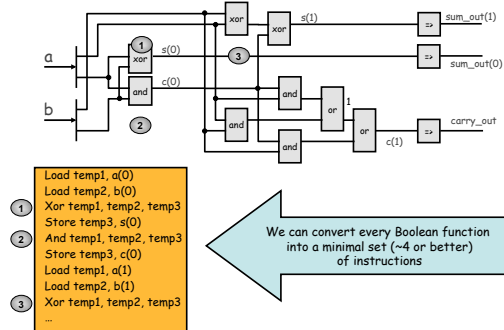 xor
s(1)
=>
sum_out(1)
xor
1
a
xor
s(0)
3
=>
sum_out(0)
c(0)
and
and
b
2
and
or
1
or
=>
carry_out
and
c(1)
Load temp1, a(0)
Load temp2, b(0)
1 Xor temp1, temp2, temp3
Store temp3, s(0)
2 And temp1, temp2, temp3
Store temp3, c(0)
Load temp1, a(1)
Load temp2, b(1)
3 Xor temp1, temp2, temp3
…
We can convert every Boolean function
into a minimal set (~4 or better)
of instructions